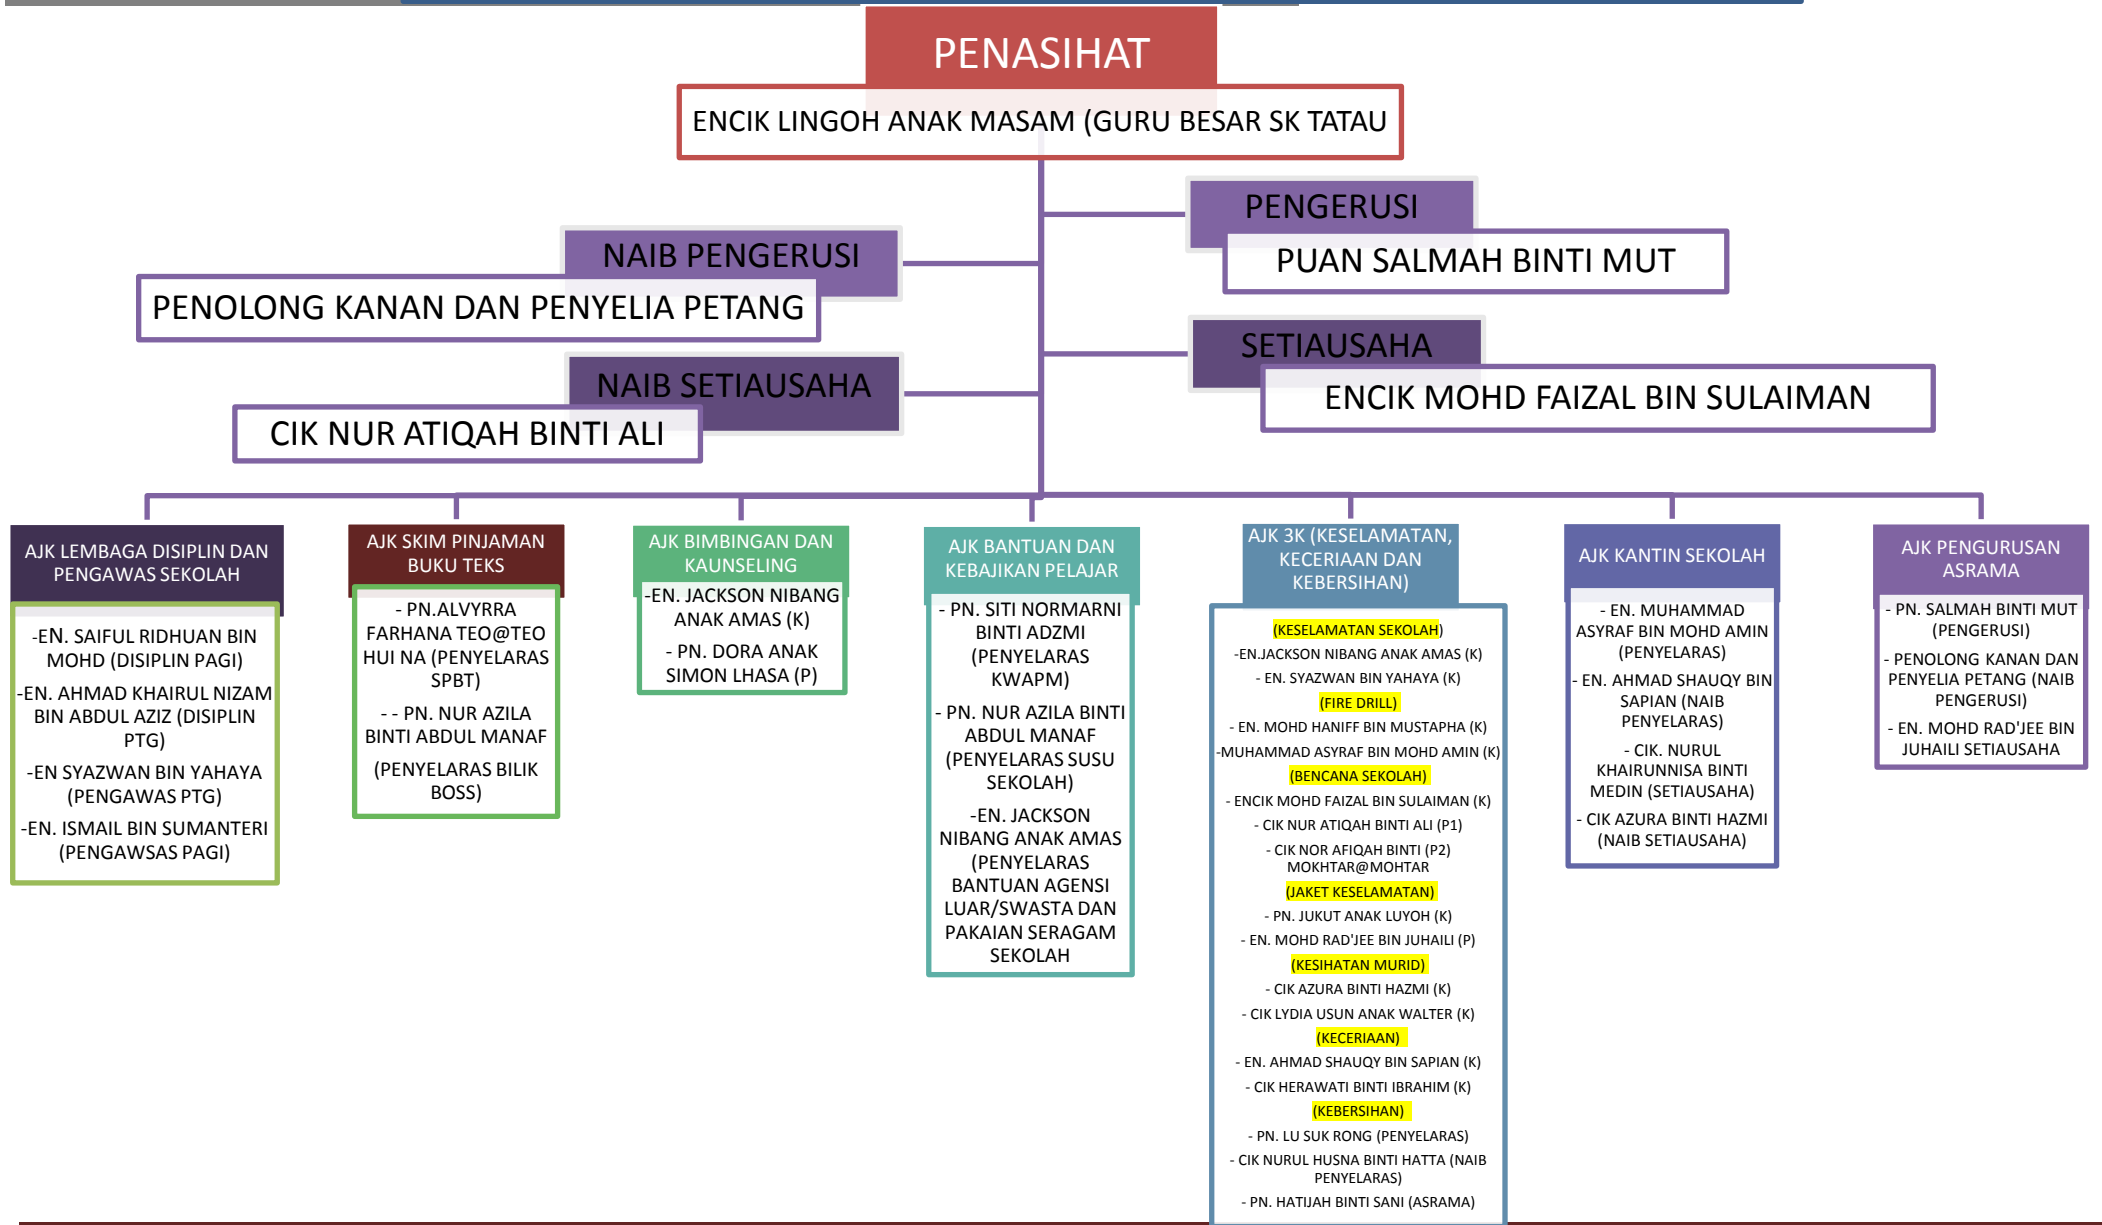 PENASIHAT
ENCIK LINGOH ANAK MASAM (GURU BESAR SK TATAU
PENGERUSI
PUAN SALMAH BINTI MUT
NAIB PENGERUSI
PENOLONG KANAN DAN PENYELIA PETANG
SETIAUSAHA
ENCIK MOHD FAIZAL BIN SULAIMAN
NAIB SETIAUSAHA
CIK NUR ATIQAH BINTI ALI
AJK LEMBAGA DISIPLIN DAN
PENGAWAS SEKOLAH
-EN. SAIFUL RIDHUAN BIN
MOHD (DISIPLIN PAGI)
-EN. AHMAD KHAIRUL NIZAM
BIN ABDUL AZIZ (DISIPLIN
PTG)
-EN SYAZWAN BIN YAHAYA
(PENGAWAS PTG)
-EN. ISMAIL BIN SUMANTERI
(PENGAWSAS PAGI)
AJK SKIM PINJAMAN
BUKU TEKS
- PN.ALVYRRA
FARHANA TEO@TEO
HUI NA (PENYELARAS
SPBT)
- - PN. NUR AZILA
BINTI ABDUL MANAF
(PENYELARAS BILIK
BOSS)
AJK BIMBINGAN DAN
KAUNSELING
-EN. JACKSON NIBANG
ANAK AMAS (K)
- PN. DORA ANAK
SIMON LHASA (P)
AJK BANTUAN DAN
KEBAJIKAN PELAJAR
- PN. SITI NORMARNI
BINTI ADZMI
(PENYELARAS
KWAPM)
- PN. NUR AZILA BINTI
ABDUL MANAF
(PENYELARAS SUSU
SEKOLAH)
-EN. JACKSON
NIBANG ANAK AMAS
(PENYELARAS
BANTUAN AGENSI
LUAR/SWASTA DAN
PAKAIAN SERAGAM
SEKOLAH
AJK 3K (KESELAMATAN,
KECERIAAN DAN
KEBERSIHAN)
(KESELAMATAN SEKOLAH)
-EN.JACKSON NIBANG ANAK AMAS (K)
- EN. SYAZWAN BIN YAHAYA (K)
(FIRE DRILL)
- EN. MOHD HANIFF BIN MUSTAPHA (K)
-MUHAMMAD ASYRAF BIN MOHD AMIN (K)
(BENCANA SEKOLAH)
- ENCIK MOHD FAIZAL BIN SULAIMAN (K)
- CIK NUR ATIQAH BINTI ALI (P1)
- CIK NOR AFIQAH BINTI (P2)
MOKHTAR@MOHTAR
(JAKET KESELAMATAN)
- PN. JUKUT ANAK LUYOH (K)
- EN. MOHD RAD'JEE BIN JUHAILI (P)
(KESIHATAN MURID)
- CIK AZURA BINTI HAZMI (K)
- CIK LYDIA USUN ANAK WALTER (K)
(KECERIAAN)
- EN. AHMAD SHAUQY BIN SAPIAN (K)
- CIK HERAWATI BINTI IBRAHIM (K)
(KEBERSIHAN)
- PN. LU SUK RONG (PENYELARAS)
- CIK NURUL HUSNA BINTI HATTA (NAIB
PENYELARAS)
- PN. HATIJAH BINTI SANI (ASRAMA)
AJK KANTIN SEKOLAH
- EN. MUHAMMAD
ASYRAF BIN MOHD AMIN
(PENYELARAS)
- EN. AHMAD SHAUQY BIN
SAPIAN (NAIB
PENYELARAS)
- CIK. NURUL
KHAIRUNNISA BINTI
MEDIN (SETIAUSAHA)
- CIK AZURA BINTI HAZMI
(NAIB SETIAUSAHA)
AJK PENGURUSAN
ASRAMA
- PN. SALMAH BINTI MUT
(PENGERUSI)
- PENOLONG KANAN DAN
PENYELIA PETANG (NAIB
PENGERUSI)
- EN. MOHD RAD'JEE BIN
JUHAILI SETIAUSAHA